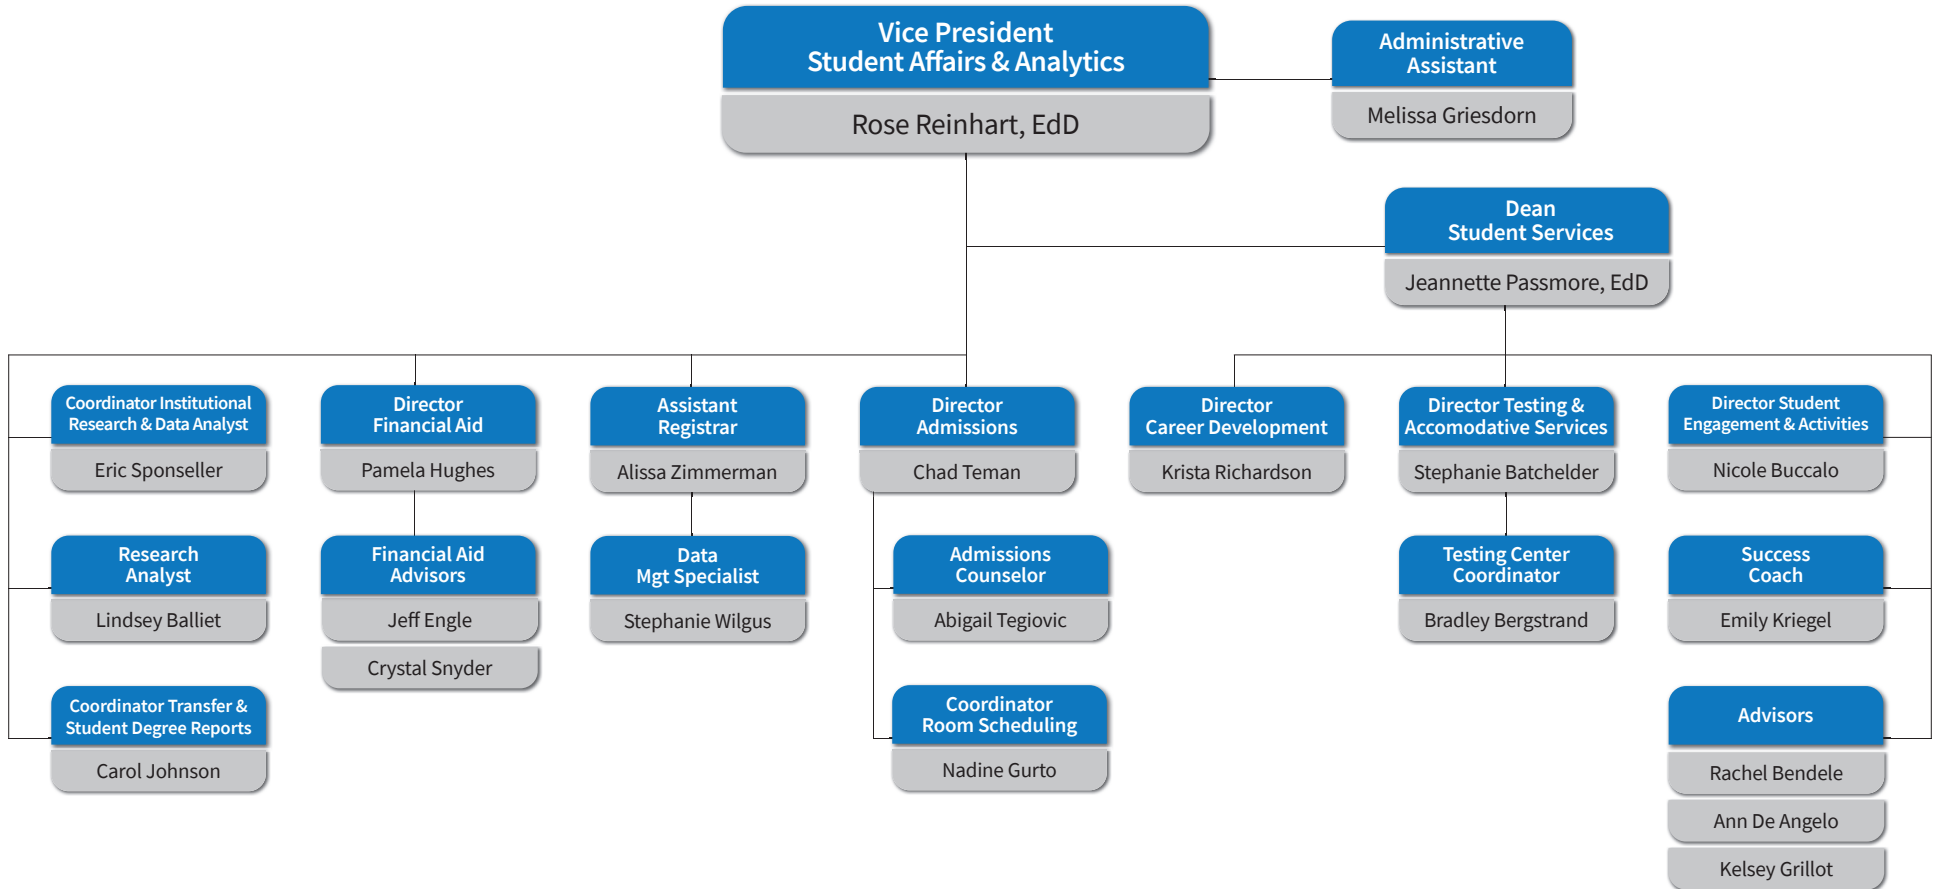 Vice President
Student Affairs & Analytics
Rose Reinhart, EdD
Administrative
Assistant
Melissa Griesdorn
Dean
Student Services
Jeannette Passmore, EdD
Coordinator Institutional
Research & Data Analyst
Eric Sponseller
Director
Financial Aid
Pamela Hughes
Assistant
Registrar
Alissa Zimmerman
Director
Admissions
Chad Teman
Director
Career Development
Krista Richardson
Director Testing &
Accomodative Services
Stephanie Batchelder
Director Student
Engagement & Activities
Nicole Buccalo
Research
Analyst
Lindsey Balliet
Financial Aid
Advisors
Jeff Engle
Crystal Snyder
Data
Mgt Specialist
Stephanie Wilgus
Admissions
Counselor
Abigail Tegiovic
Testing Center
Coordinator
Bradley Bergstrand
Success
Coach
Emily Kriegel
Coordinator Transfer &
Student Degree Reports
Carol Johnson
Coordinator
Room Scheduling
Nadine Gurto
Advisors
Rachel Bendele
Ann De Angelo
Kelsey Grillot